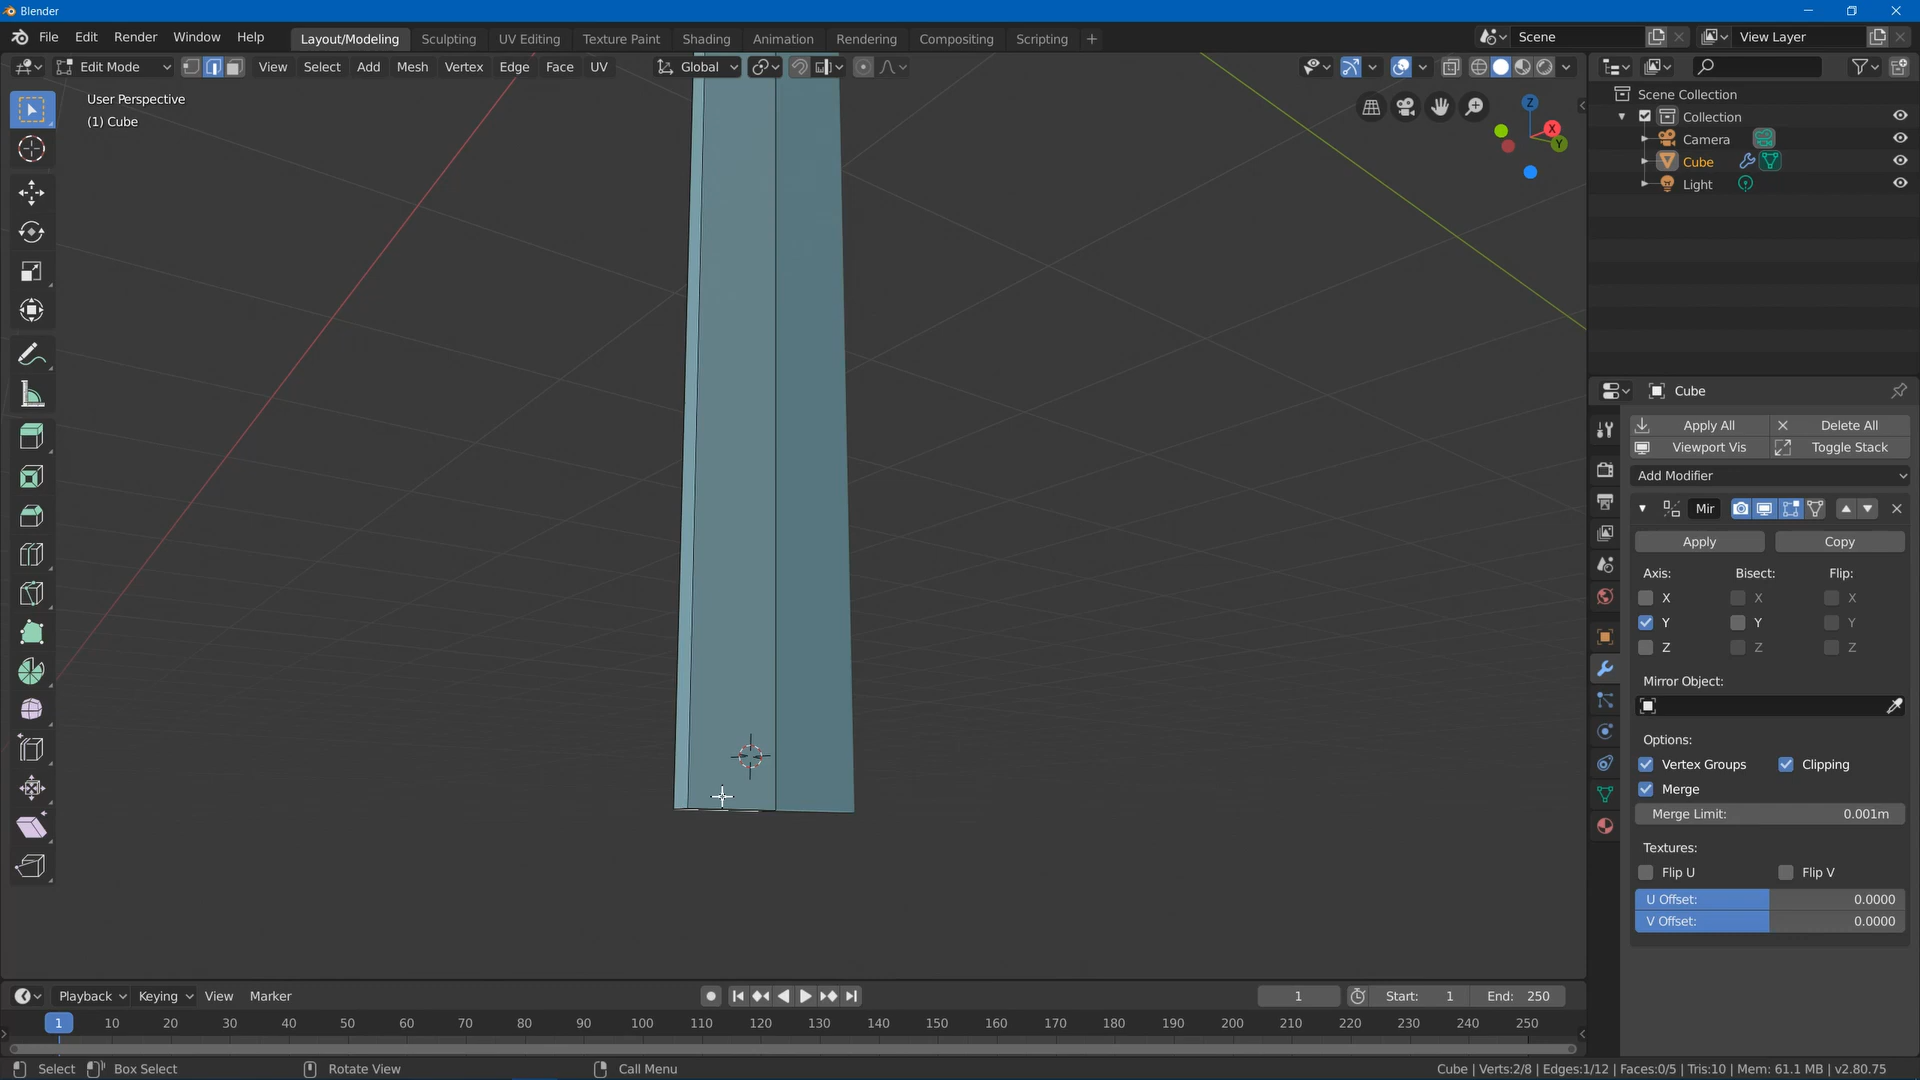 Blender
File Edit Render Window Help Layout/Modeling Sculpting UV Editing Texture Paint Shading Animation Rendering Compositing Scripting + Scene View Layer
Edit Mode View Select Add Mesh Vertex Edge Face UV Global
User Perspective
(1) Cube
Z
X
Y
Scene Collection
Collection
Camera
Cube
Light
Cube
Apply All Delete All
Viewport Vis Toggle Stack
Add Modifier
Mir
Apply Copy
Axis: Bisect: Flip:
X X X
Y Y Y
Z Z Z
Mirror Object:
Options:
Vertex Groups Clipping
Merge
Merge Limit: 0.001m
Textures:
Flip U Flip V
U Offset: 0.0000
V Offset: 0.0000
Playback Keying View Marker 1 Start: 1 End: 250
1 10 20 30 40 50 60 70 80 90 100 110 120 130 140 150 160 170 180 190 200 210 220 230 240 250
Select Box Select Rotate View Call Menu Cube | Verts:2/8 | Edges:1/12 | Faces:0/5 | Tris:10 | Mem: 61.1 MB | v2.80.75